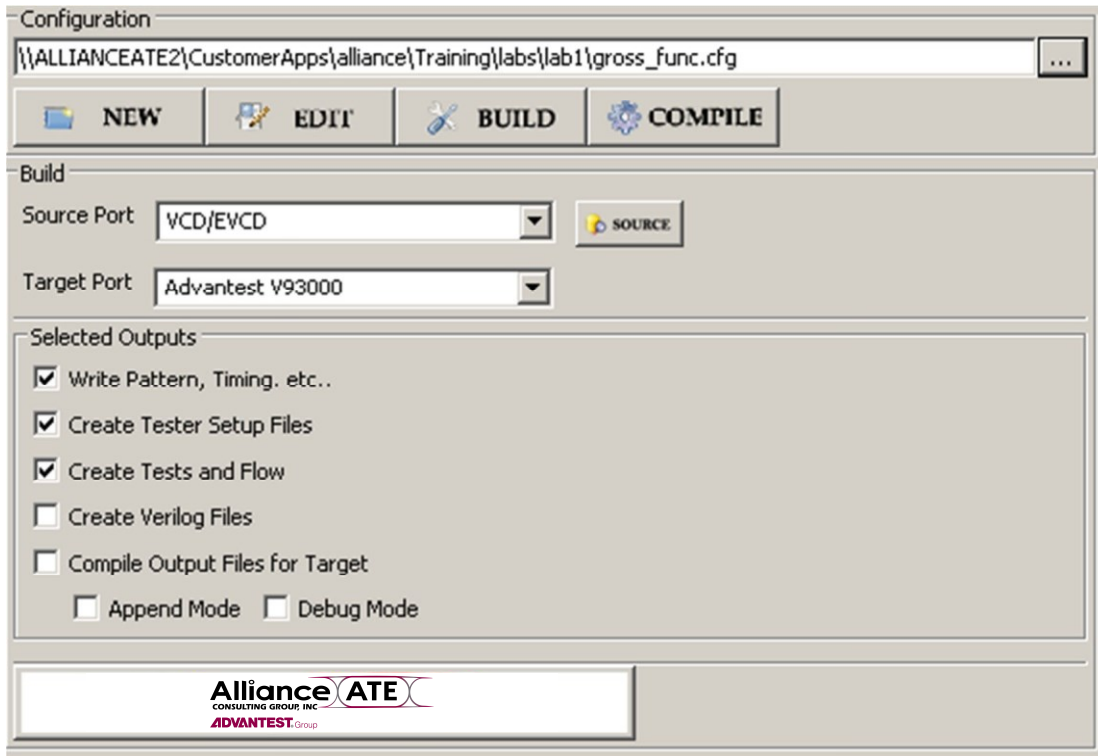 Configuration
\\ALLIANCEATE2\CustomerApps\alliance\Training\labs\lab1\gross_func.cfg ...
NEW EDIT BUILD COMPILE
Build
Source Port VCD/EVCD SOURCE
Target Port Advantest V93000
Selected Outputs
Write Pattern, Timing. etc..
Create Tester Setup Files
Create Tests and Flow
Create Verilog Files
Compile Output Files for Target
Append Mode Debug Mode
Alliance ATE
CONSULTING GROUP, INC
ADVANTEST. Group